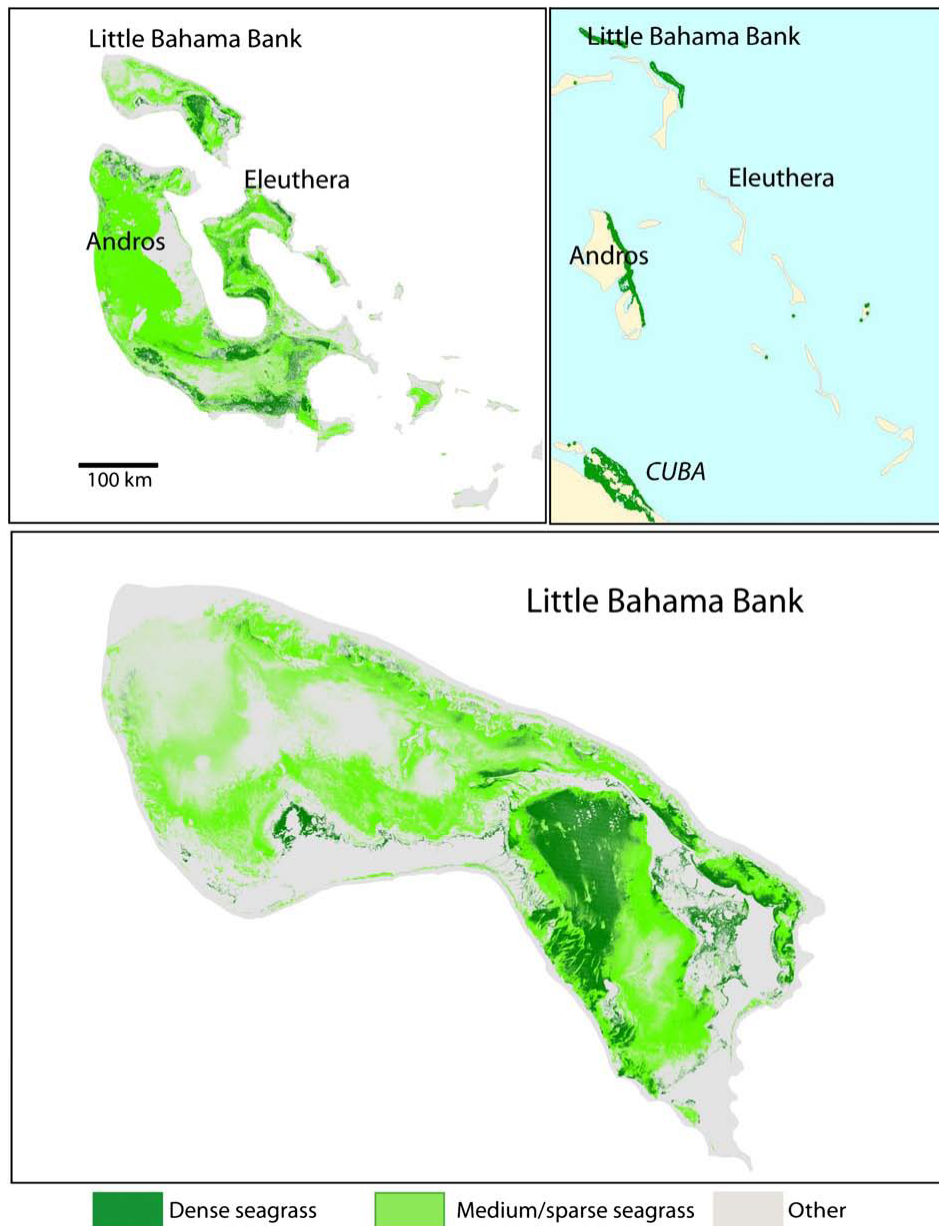 Little Bahama Bank
Eleuthera
Andros
100 km
Little Bahama Bank
Eleuthera
Andros
CUBA
Little Bahama Bank
Dense seagrass
Medium/sparse seagrass
Other